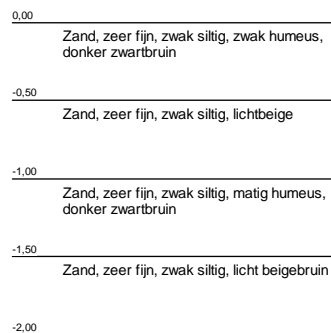 0,00
Zand, zeer fijn, zwak siltig, zwak humeus,
donker zwartbruin
-0,50
Zand, zeer fijn, zwak siltig, lichtbeige
-1,00
Zand, zeer fijn, zwak siltig, matig humeus,
donker zwartbruin
-1,50
Zand, zeer fijn, zwak siltig, licht beigebruin
-2,00